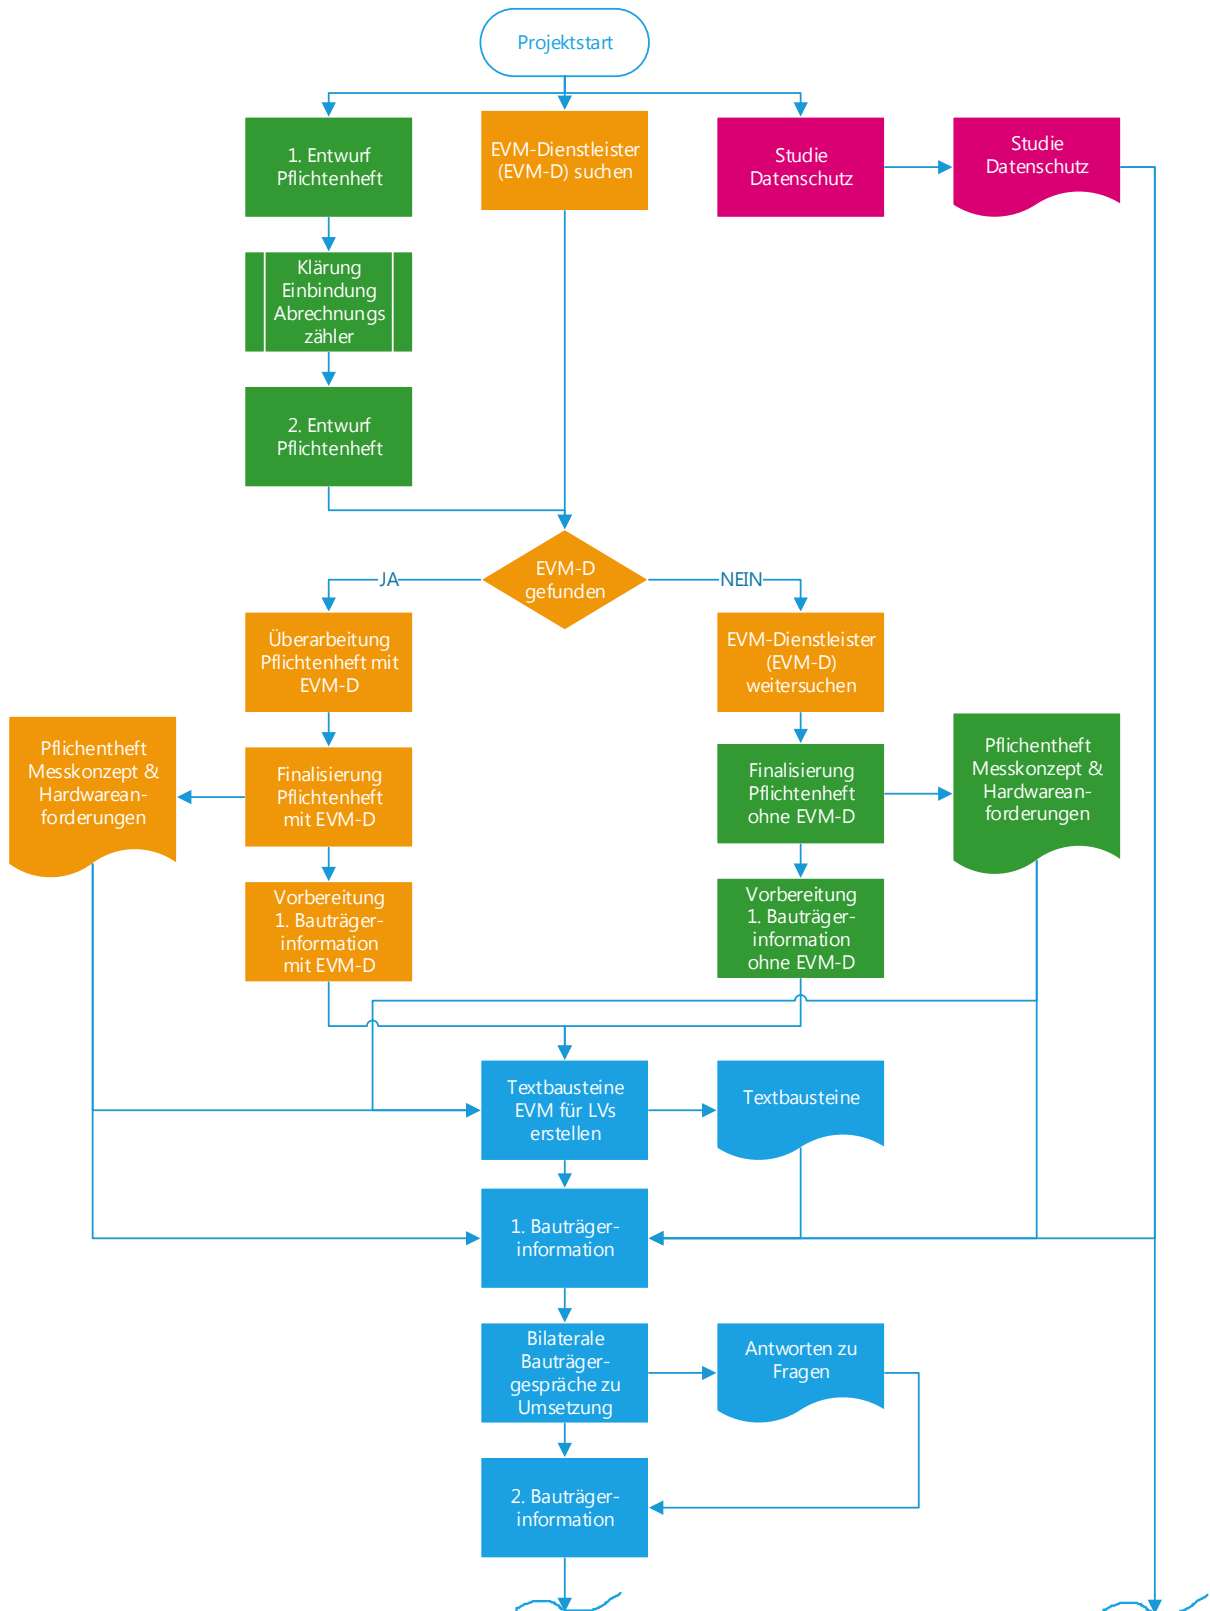 Projektstart
1. Entwurf
Pflichtenheft
EVM-Dienstleister
(EVM-D) suchen
Studie
Datenschutz
Studie
Datenschutz
Klärung
Einbindung
Abrechnungs
zähler
2. Entwurf
Pflichtenheft
EVM-D
gefunden
JA
NEIN
Überarbeitung
Pflichtenheft mit
EVM-D
EVM-Dienstleister
(EVM-D)
weitersuchen
Pflichentheft
Messkonzept &
Hardwarean-
forderungen
Finalisierung
Pflichtenheft
mit EVM-D
Finalisierung
Pflichtenheft
ohne EVM-D
Pflichentheft
Messkonzept &
Hardwarean-
forderungen
Vorbereitung
1. Bauträger-
information
mit EVM-D
Vorbereitung
1. Bauträger-
information
ohne EVM-D
Textbausteine
EVM für LVs
erstellen
Textbausteine
1. Bauträger-
information
Bilaterale
Bauträger-
gespräche zu
Umsetzung
Antworten zu
Fragen
2. Bauträger-
information